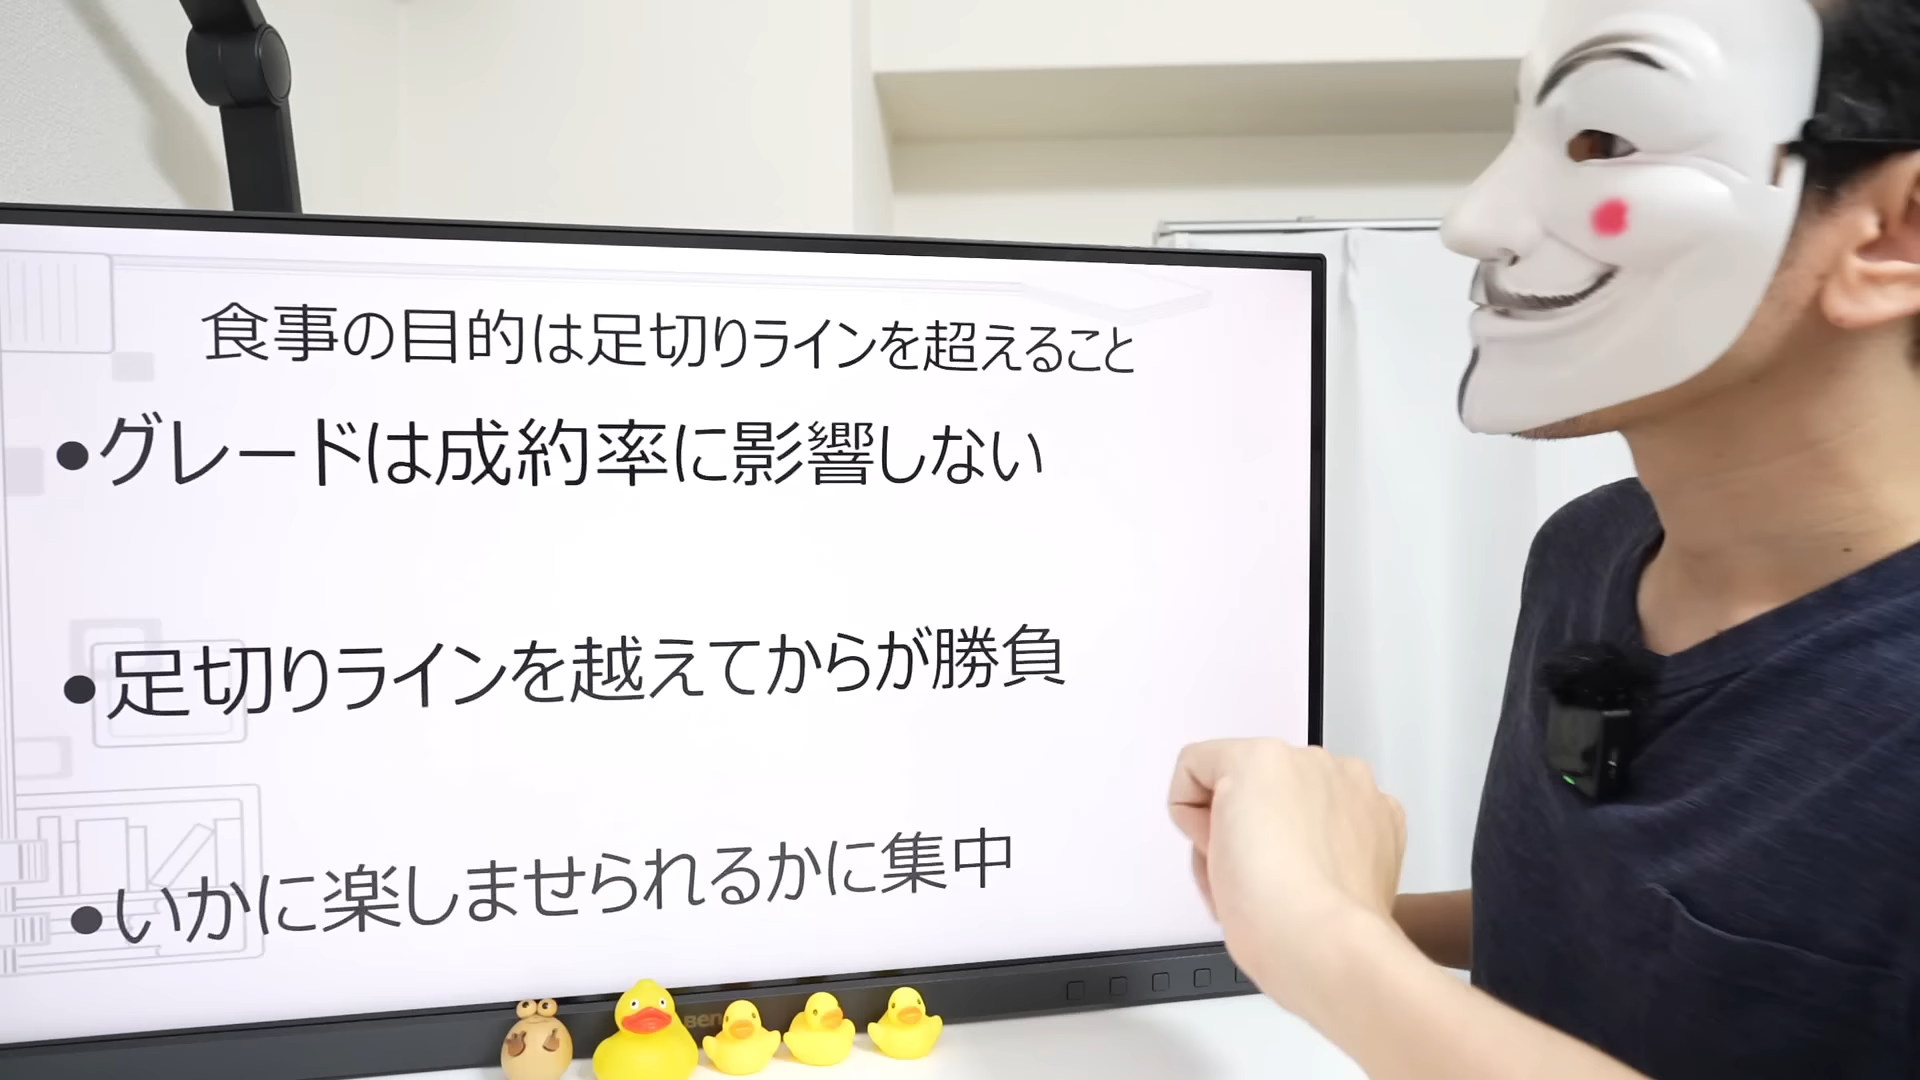 食事の目的は足切りラインを超えること
•グレードは成約率に影響しない
•足切りラインを越えてからが勝負
•いかに楽しませられるかに集中
Ben